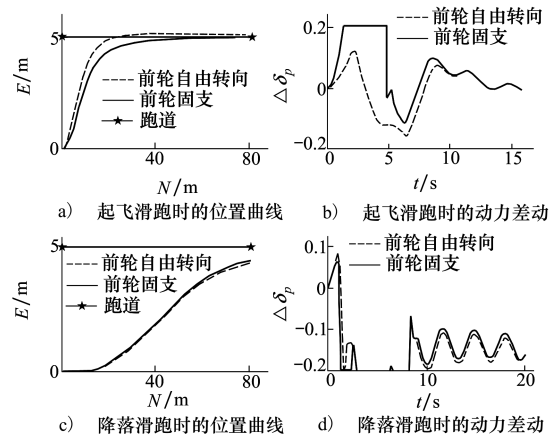 E/m
5
0
40
80
N/m
前轮自由转向
前轮固支
跑道
a) 起飞滑跑时的位置曲线
Δδp
0.2
0
−0.2
5
10
15
t/s
前轮自由转向
前轮固支
b) 起飞滑跑时的动力差动
E/m
5
0
40
80
N/m
前轮自由转向
前轮固支
跑道
c) 降落滑跑时的位置曲线
Δδp
0.1
0
−0.1
−0.2
0
10
20
t/s
前轮自由转向
前轮固支
d) 降落滑跑时的动力差动